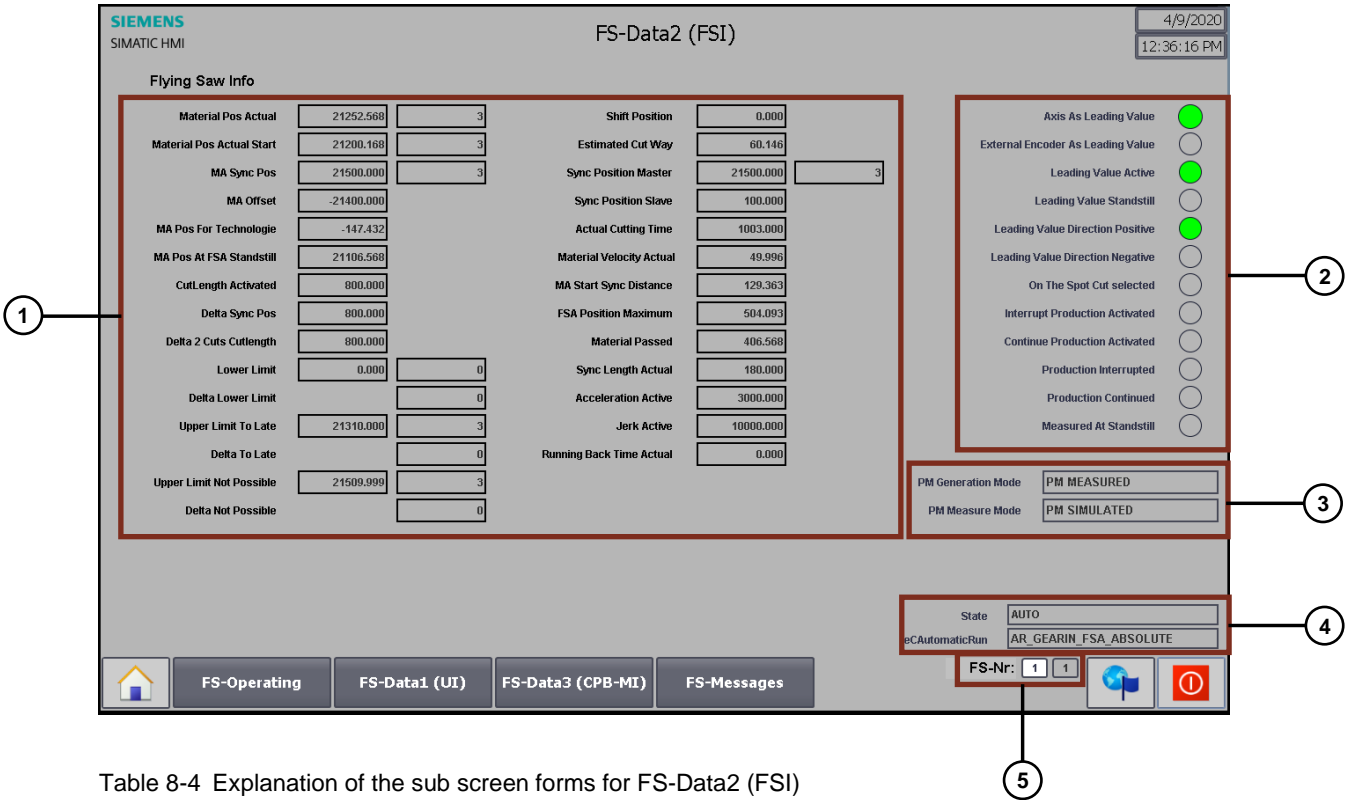 SIEMENS
SIMATIC HMI
FS-Data2 (FSI)
4/9/2020
12:36:16 PM
Flying Saw Info
Material Pos Actual 21252.568 3
Material Pos Actual Start 21200.168 3
MA Sync Pos 21500.000 3
MA Offset -21400.000
MA Pos For Technologie -147.432
MA Pos At FSA Standstill 21106.568
CutLength Activated 800.000
Delta Sync Pos 800.000
Delta 2 Cuts Cutlength 800.000
Lower Limit 0.000 0
Delta Lower Limit 0
Upper Limit To Late 21310.000 3
Delta To Late 0
Upper Limit Not Possible 21509.999 3
Delta Not Possible 0
Shift Position 0.000
Estimated Cut Way 60.146
Sync Position Master 21500.000 3
Sync Position Slave 100.000
Actual Cutting Time 1003.000
Material Velocity Actual 49.996
MA Start Sync Distance 129.363
FSA Position Maximum 504.093
Material Passed 406.568
Sync Length Actual 180.000
Acceleration Active 3000.000
Jerk Active 10000.000
Running Back Time Actual 0.000
1
Axis As Leading Value
External Encoder As Leading Value
Leading Value Active
Leading Value Standstill
Leading Value Direction Positive
Leading Value Direction Negative
On The Spot Cut selected
Interrupt Production Activated
Continue Production Activated
Production Interrupted
Production Continued
Measured At Standstill
2
PM Generation Mode PM MEASURED
PM Measure Mode PM SIMULATED
3
State AUTO
eCAutomaticRun AR_GEARIN_FSA_ABSOLUTE
4
FS-Operating FS-Data1 (UI) FS-Data3 (CPB-MI) FS-Messages
FS-Nr: 1 1
5
Table 8-4 Explanation of the sub screen forms for FS-Data2 (FSI)